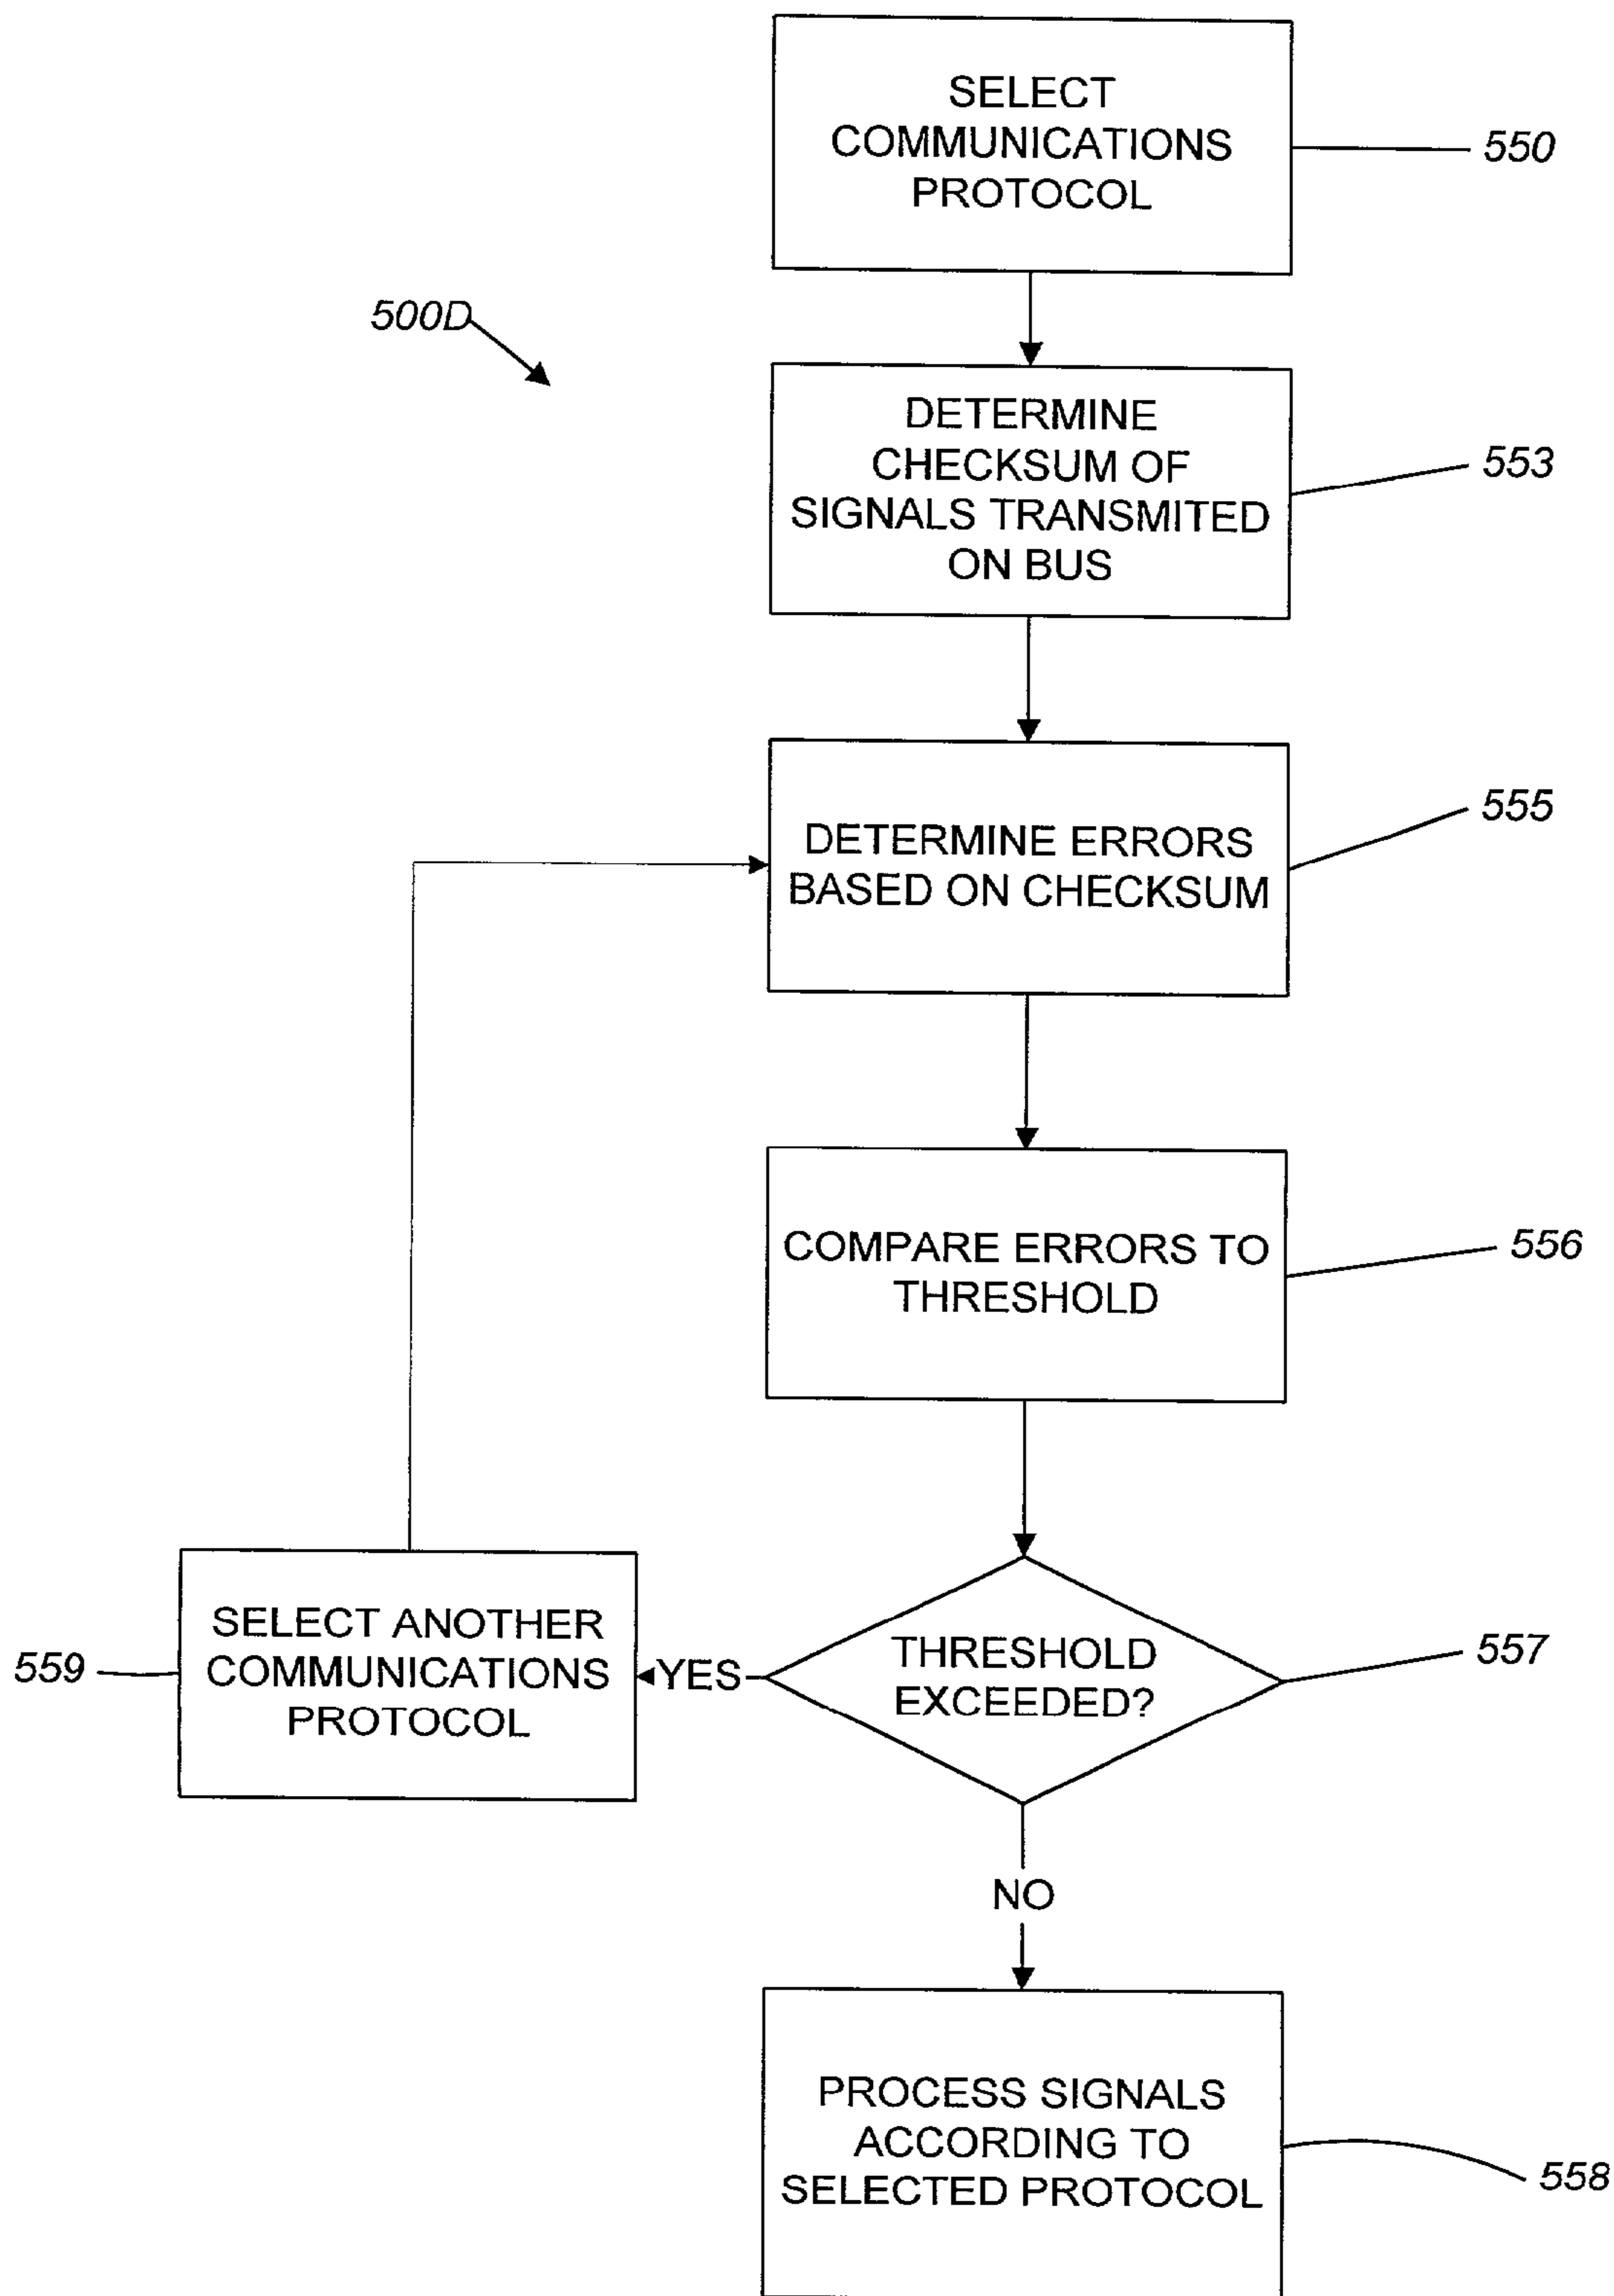 SELECT
COMMUNICATIONS
PROTOCOL
550
500D
DETERMINE
CHECKSUM OF
SIGNALS TRANSMITED
ON BUS
553
DETERMINE ERRORS
BASED ON CHECKSUM
555
COMPARE ERRORS TO
THRESHOLD
556
THRESHOLD
EXCEEDED?
557
YES
SELECT ANOTHER
COMMUNICATIONS
PROTOCOL
559
NO
PROCESS SIGNALS
ACCORDING TO
SELECTED PROTOCOL
558